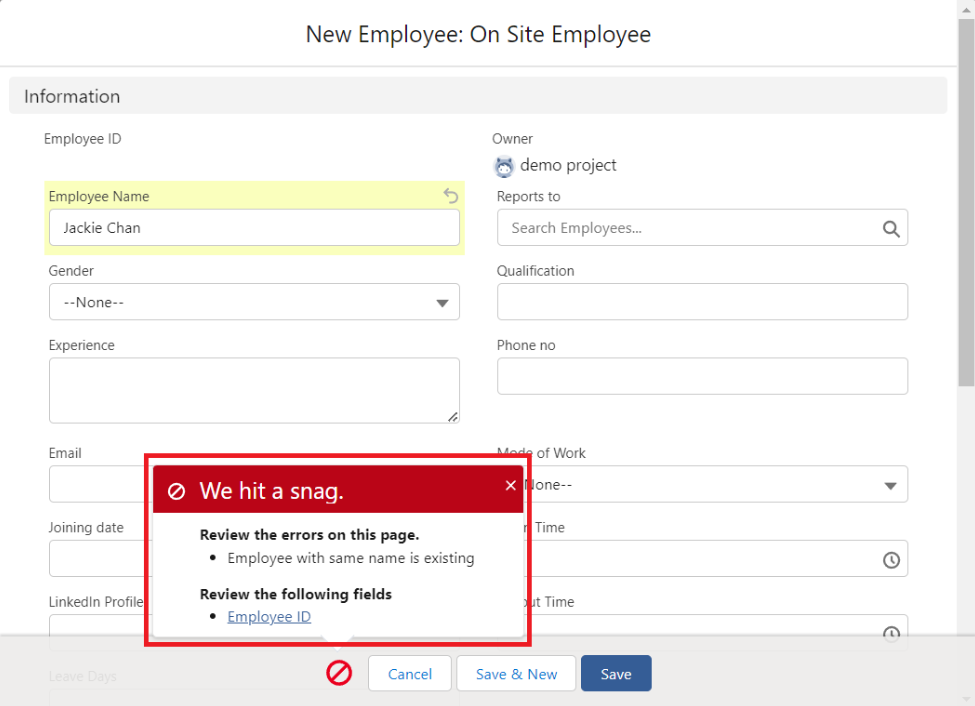 New Employee: On Site Employee
Information
Employee ID
Owner
demo project
Employee Name
Jackie Chan
Reports to
Search Employees...
Gender
--None--
Qualification
Experience
Phone no
Email
Mode of Work
None--
Joining date
Time
LinkedIn Profile
out Time
We hit a snag.
Review the errors on this page.
Employee with same name is existing
Review the following fields
Employee ID
Leave Days
Cancel
Save & New
Save